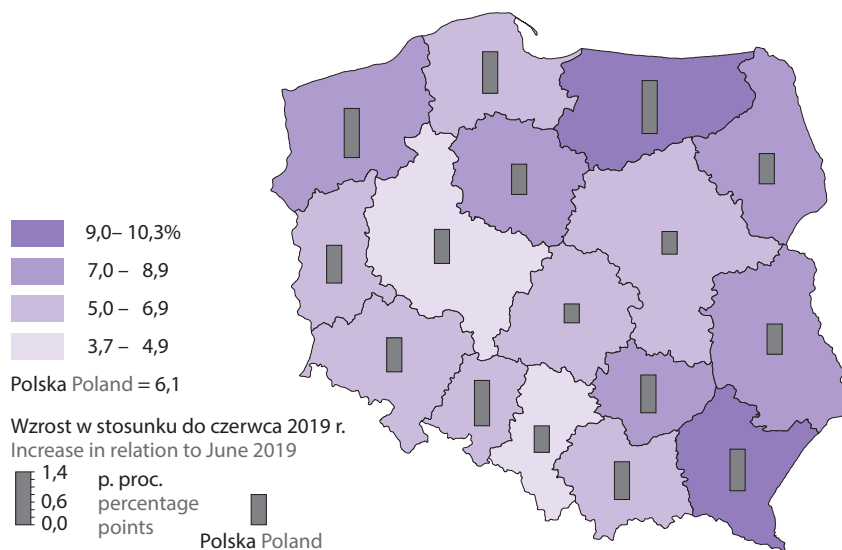 9,0– 10,3%
7,0 – 8,9
5,0 – 6,9
3,7 – 4,9
Polska Poland = 6,1
Wzrost w stosunku do czerwca 2019 r.
Increase in relation to June 2019
1,4
0,6
0,0
p. proc.
percentage
points
Polska Poland